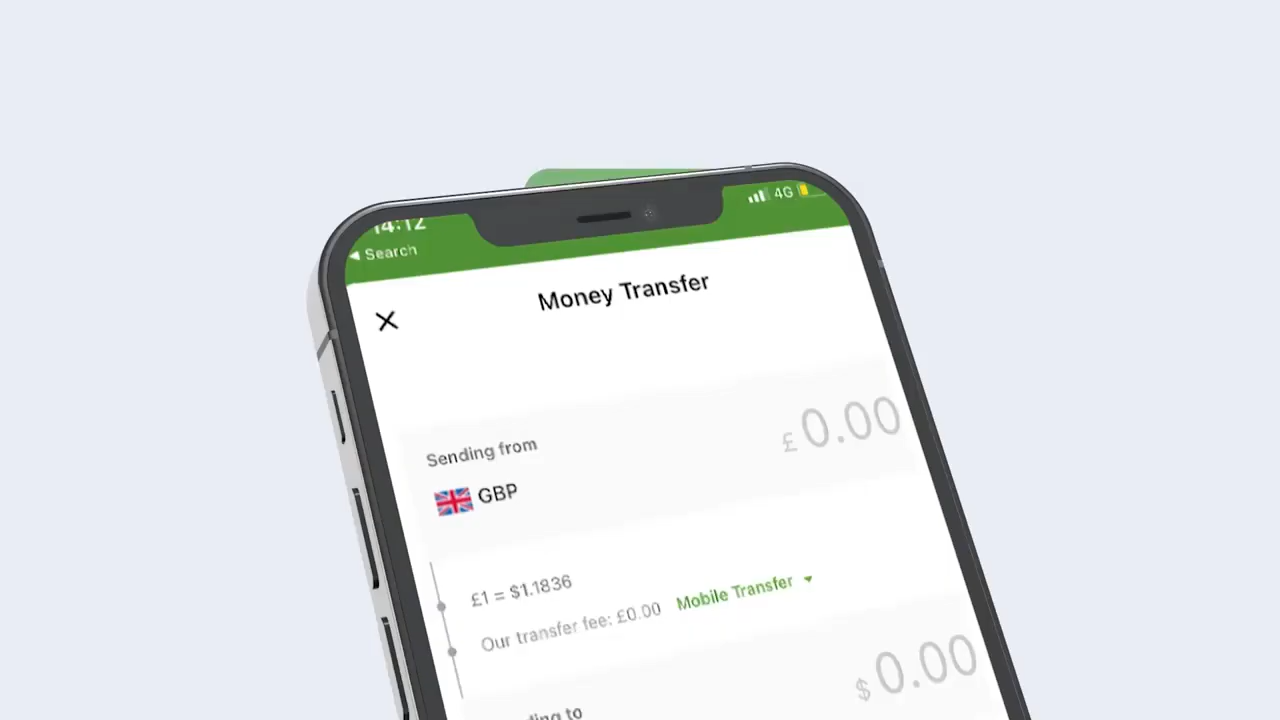 14:12
4G
◀ Search
Money Transfer
Sending from
£0.00
GBP
£1 = $1.1836
Our transfer fee: £0.00 Mobile Transfer
$0.00
to